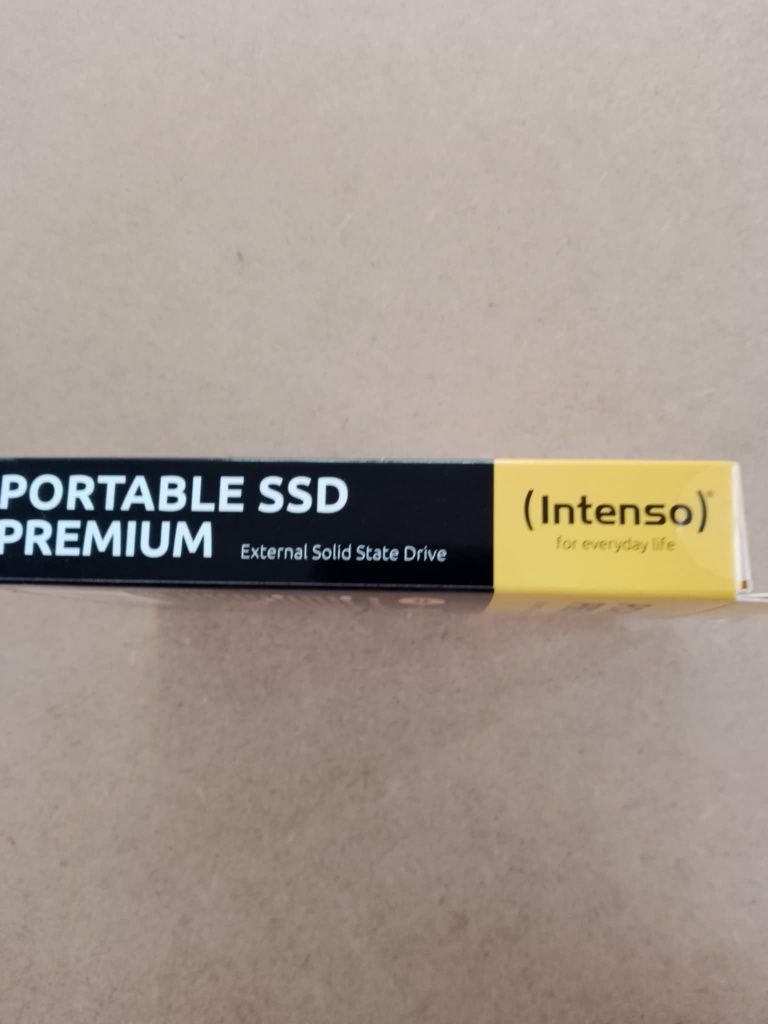 PORTABLE SSD
PREMIUM
External Solid State Drive
(Intenso)®
for everyday life